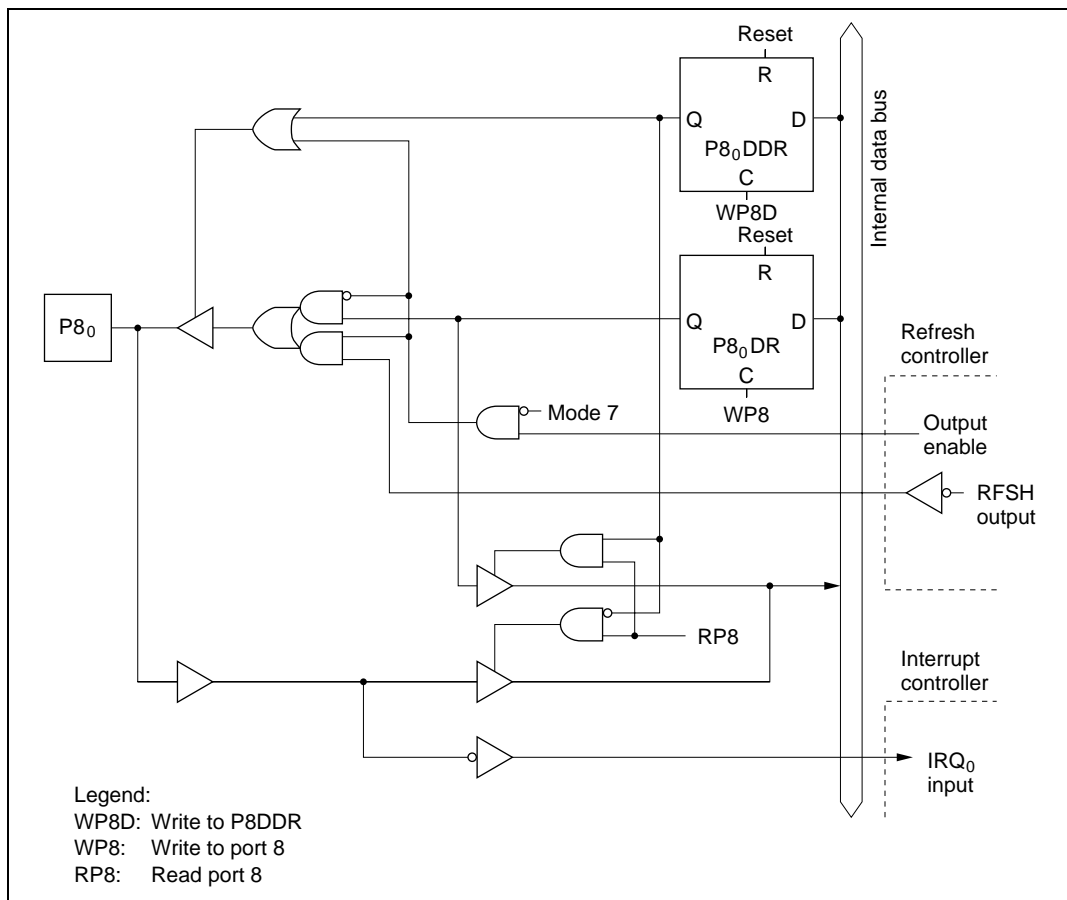 Reset
R
Q D
P8₀DDR
C
WP8D
Internal data bus
Reset
R
Q D
P8₀DR
C
WP8
P8₀
Refresh
controller
Mode 7
Output
enable
RFSH
output
RP8
Interrupt
controller
IRQ₀
input
Legend:
WP8D: Write to P8DDR
WP8: Write to port 8
RP8: Read port 8